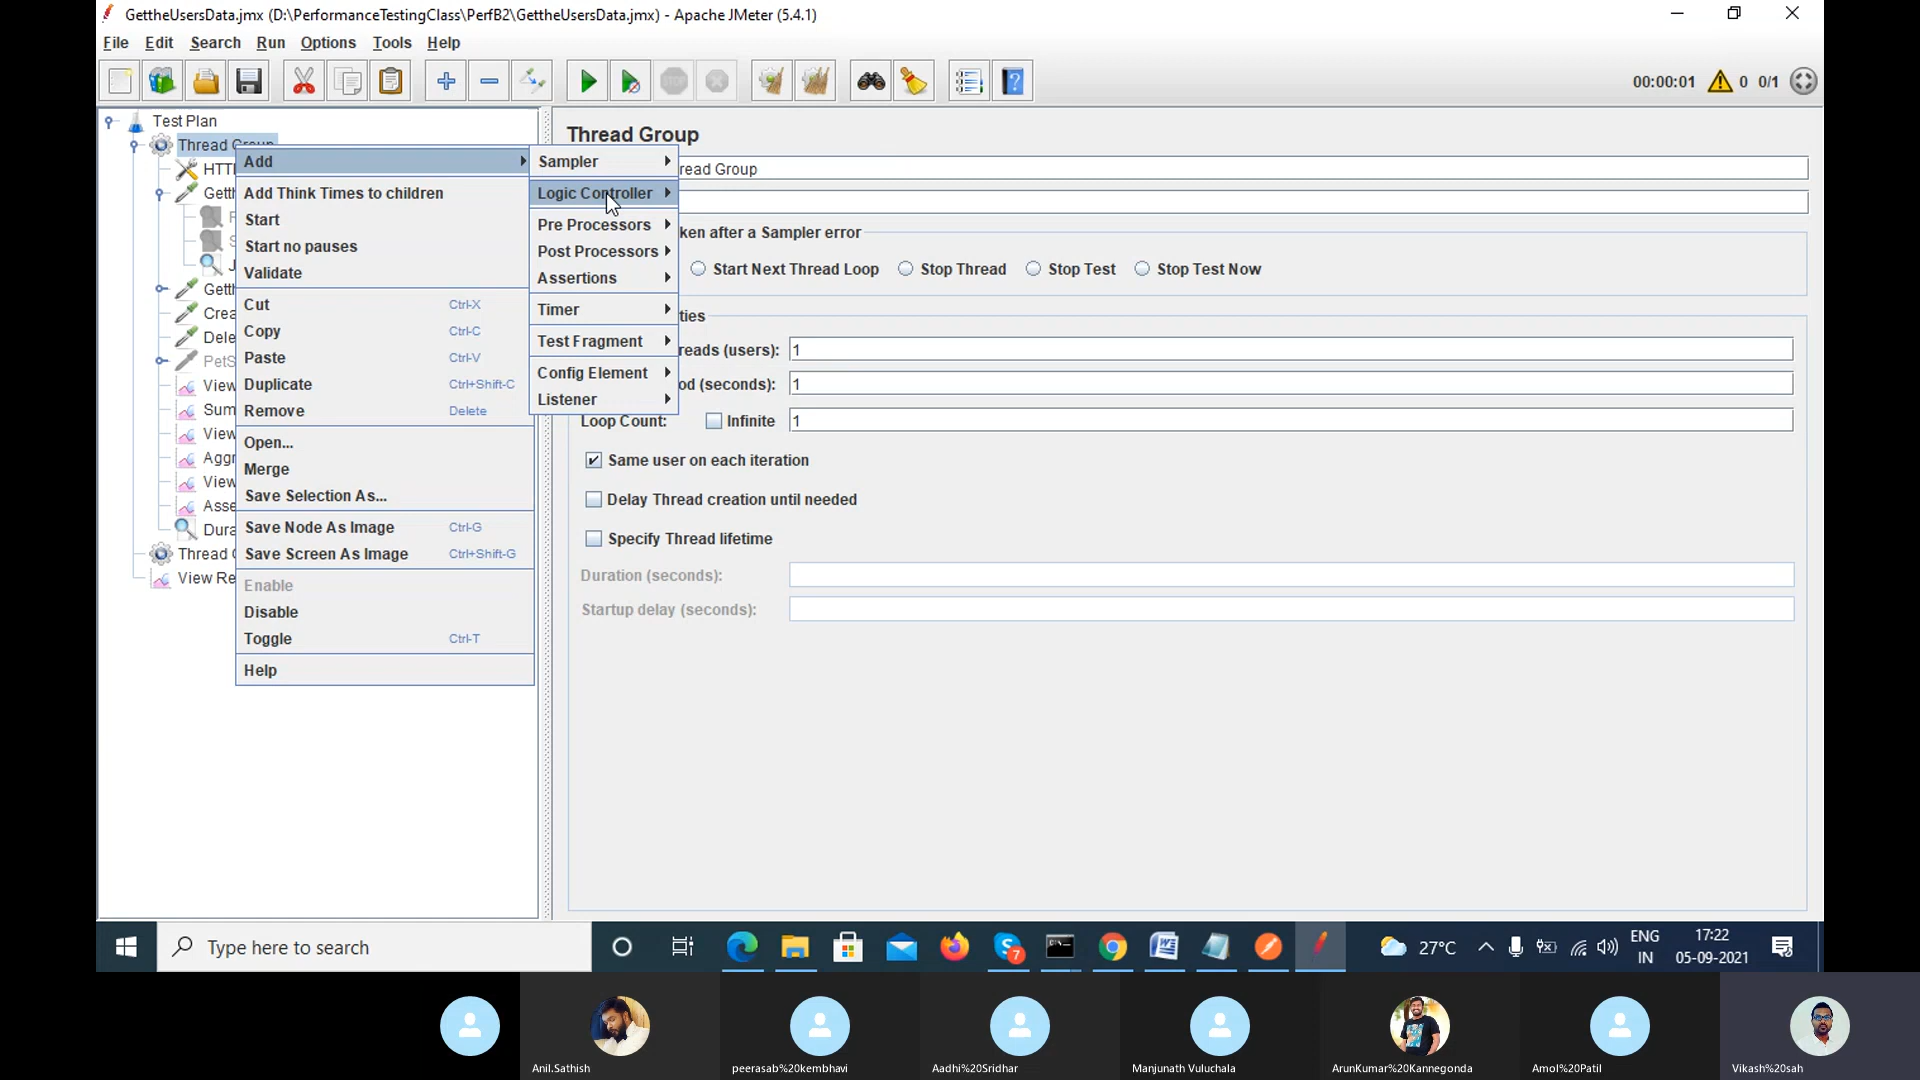 GettheUsersData.jmx (D:\PerformanceTestingClass\PerfB2\GettheUsersData.jmx) - Apache JMeter (5.4.1)
File Edit Search Run Options Tools Help
00:00:01 0 0/1
Test Plan
Thread Group
HTT
Gett
Gett
Crea
Dele
PetS
View
Sum
View
Aggr
View
Asse
Dura
Thread
View Re
Add
Add Think Times to children
Start
Start no pauses
Validate
Cut Ctrl-X
Copy Ctrl-C
Paste Ctrl-V
Duplicate Ctrl+Shift-C
Remove Delete
Open...
Merge
Save Selection As...
Save Node As Image Ctrl-G
Save Screen As Image Ctrl+Shift-G
Enable
Disable
Toggle Ctrl-T
Help
Sampler
Logic Controller
Pre Processors
Post Processors
Assertions
Timer
Test Fragment
Config Element
Listener
Thread Group
read Group
ken after a Sampler error
Start Next Thread Loop Stop Thread Stop Test Stop Test Now
ties
reads (users): 1
od (seconds): 1
Loop Count: Infinite 1
Same user on each iteration
Delay Thread creation until needed
Specify Thread lifetime
Duration (seconds):
Startup delay (seconds):
Type here to search
7
27°C
ENG
IN
17:22
05-09-2021
Anil.Sathish
peerasab%20kembhavi
Aadhi%20Sridhar
Manjunath Vuluchala
ArunKumar%20Kannegonda
Amol%20Patil
Vikash%20sah